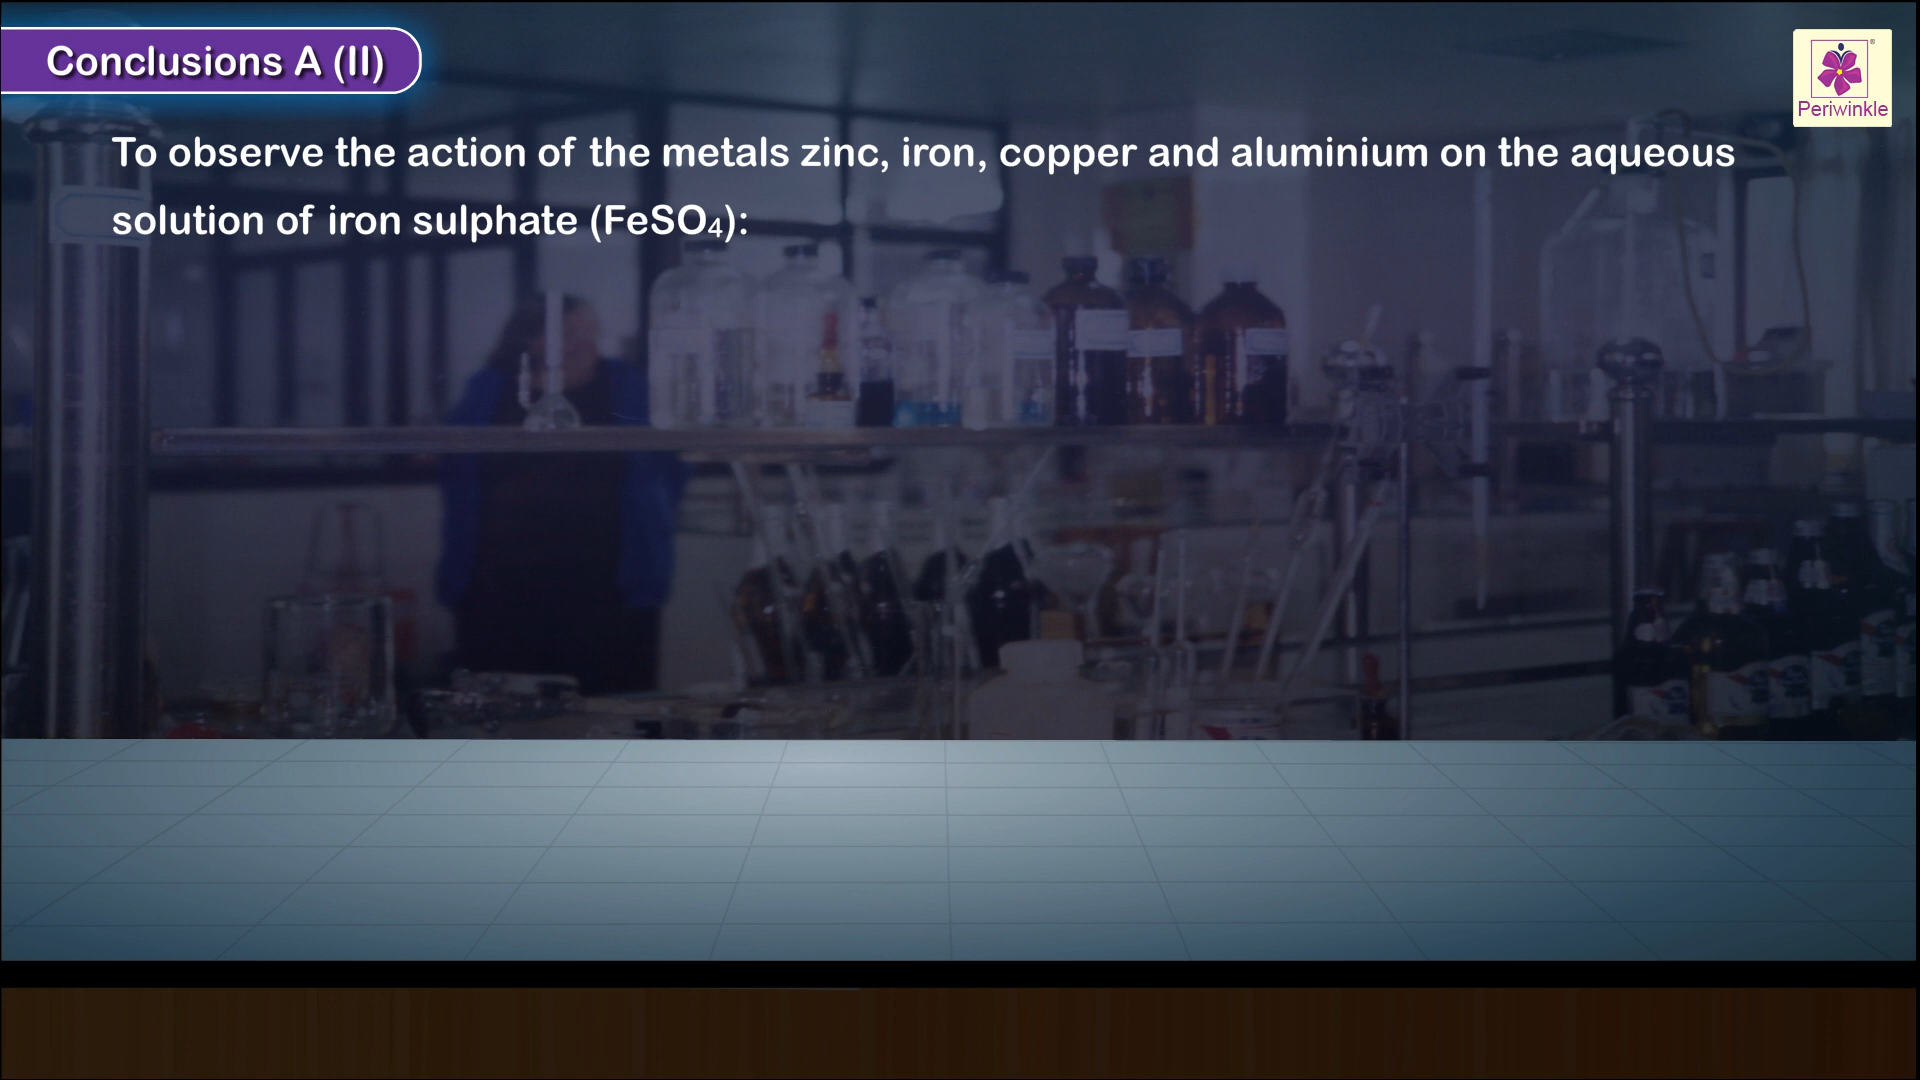 Conclusions A (II)
Periwinkle
To observe the action of the metals zinc, iron, copper and aluminium on the aqueous
solution of iron sulphate (FeSO₄):